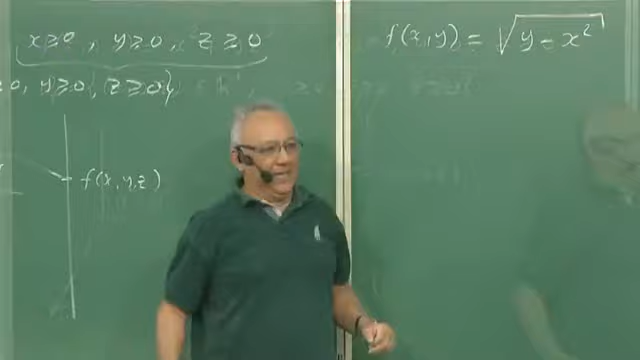 x≥0, y≥0, z≥0
≥0, y≥0, z≥0}
f(x,y,z)
f(x,y) = √(y-x²)